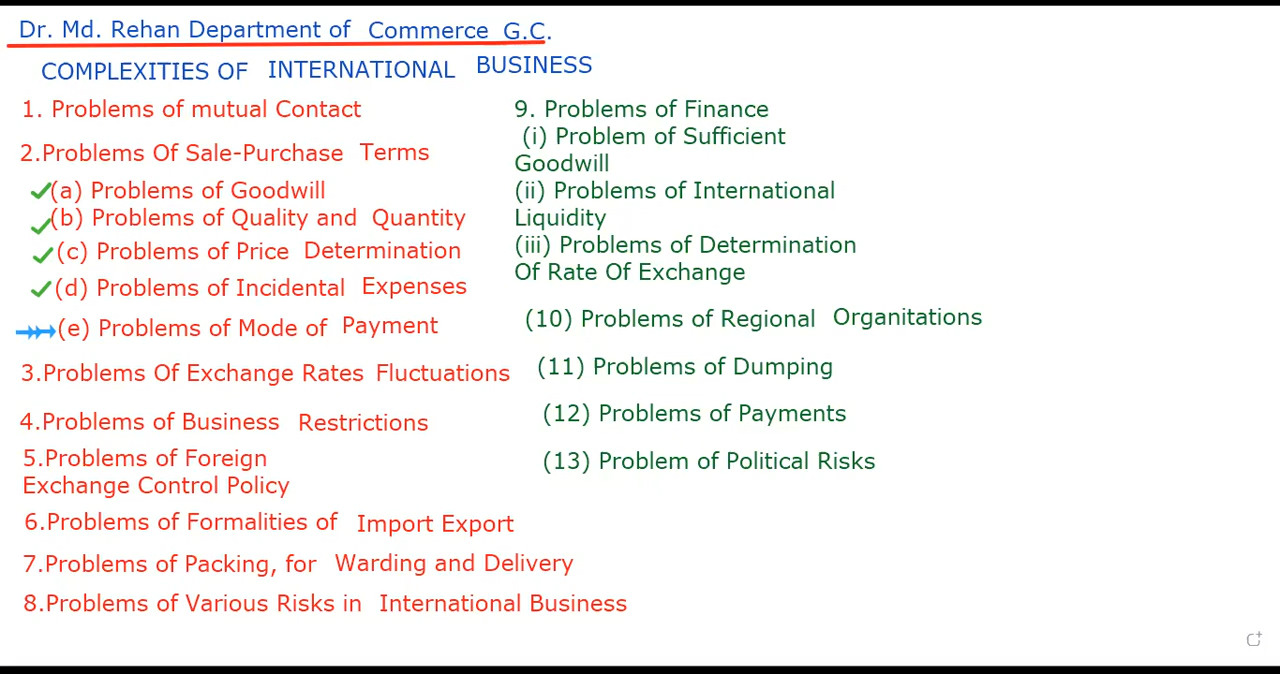 Dr. Md. Rehan Department of Commerce G.C.
COMPLEXITIES OF INTERNATIONAL BUSINESS
1. Problems of mutual Contact
2.Problems Of Sale-Purchase Terms
(a) Problems of Goodwill
(b) Problems of Quality and Quantity
(c) Problems of Price Determination
(d) Problems of Incidental Expenses
(e) Problems of Mode of Payment
3.Problems Of Exchange Rates Fluctuations
4.Problems of Business Restrictions
5.Problems of Foreign
Exchange Control Policy
6.Problems of Formalities of Import Export
7.Problems of Packing, for Warding and Delivery
8.Problems of Various Risks in International Business
9. Problems of Finance
(i) Problem of Sufficient
Goodwill
(ii) Problems of International
Liquidity
(iii) Problems of Determination
Of Rate Of Exchange
(10) Problems of Regional Organitations
(11) Problems of Dumping
(12) Problems of Payments
(13) Problem of Political Risks